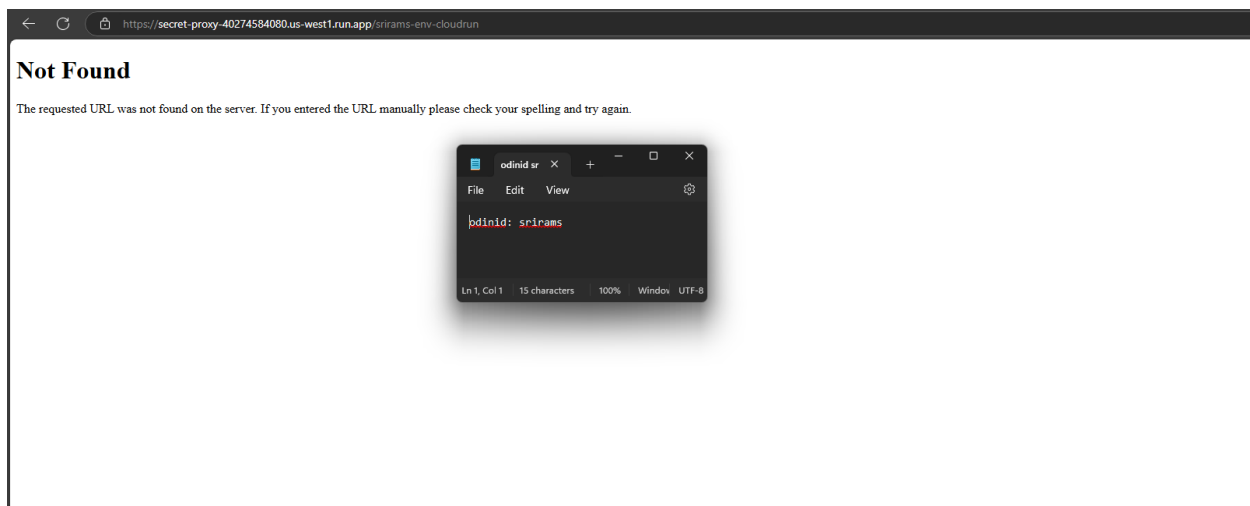 https://secret-proxy-40274584080.us-west1.run.app/srirams-env-cloudrun
Not Found
The requested URL was not found on the server. If you entered the URL manually please check your spelling and try again.
odinid sr
File Edit View
odinid: srirams
Ln 1, Col 1 15 characters 100% Window UTF-8